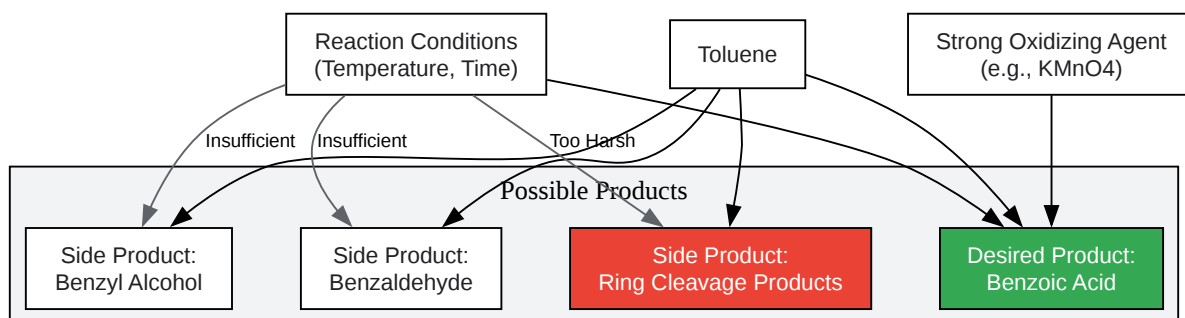 Reaction Conditions
(Temperature, Time)
Toluene
Strong Oxidizing Agent
(e.g., KMnO4)
Insufficient
Insufficient
Too Harsh
Possible Products
Side Product:
Benzyl Alcohol
Side Product:
Benzaldehyde
Side Product:
Ring Cleavage Products
Desired Product:
Benzoic Acid